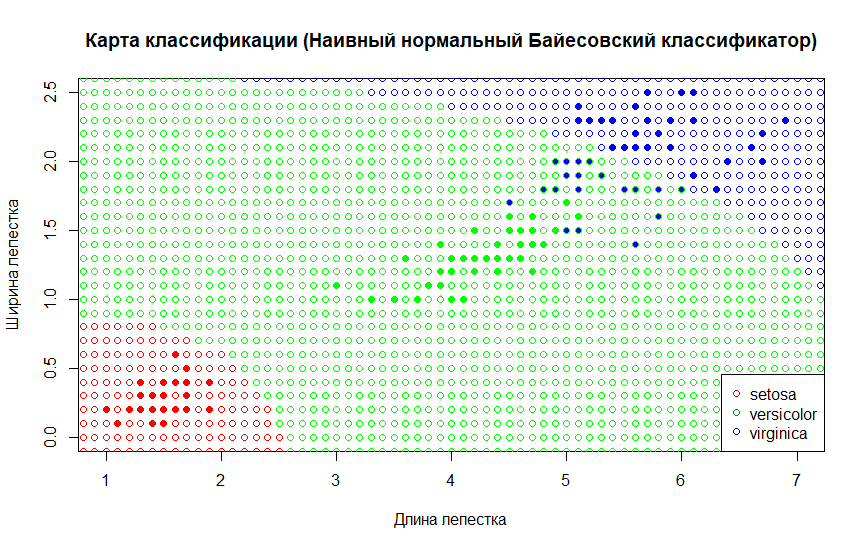 Карта классификации (Наивный нормальный Байесовский классификатор)
Ширина лепестка
2.5
2.0
1.5
1.0
0.5
0.0
setosa
versicolor
virginica
1 2 3 4 5 6 7
Длина лепестка